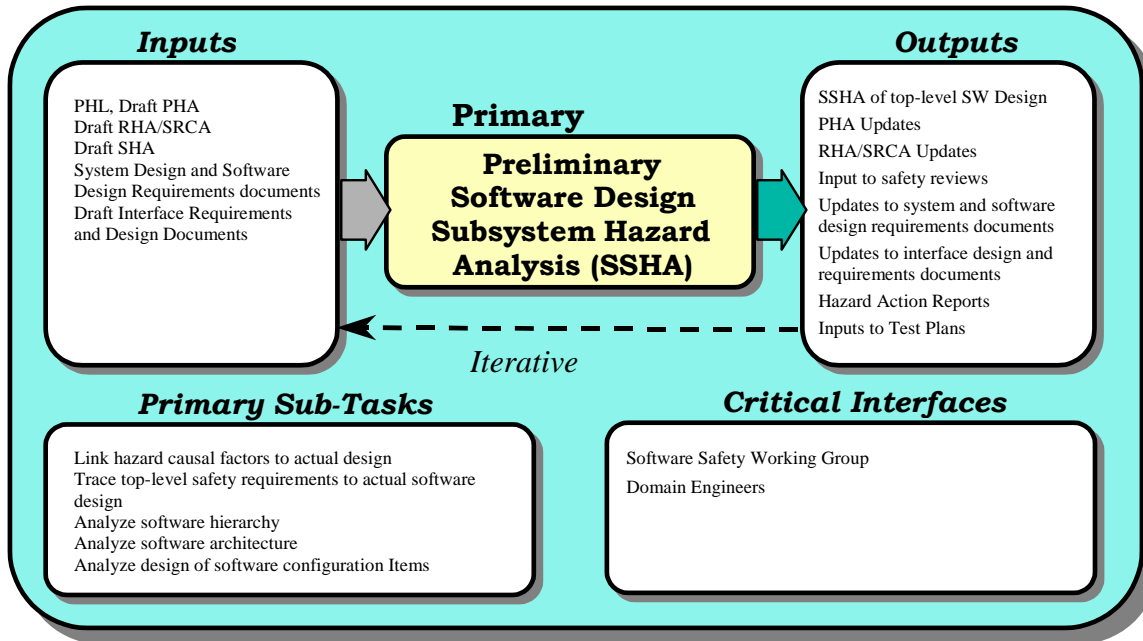 Inputs
PHL, Draft PHA
Draft RHA/SRCA
Draft SHA
System Design and Software
Design Requirements documents
Draft Interface Requirements
and Design Documents
Primary
Preliminary
Software Design
Subsystem Hazard
Analysis (SSHA)
Outputs
SSHA of top-level SW Design
PHA Updates
RHA/SRCA Updates
Input to safety reviews
Updates to system and software
design requirements documents
Updates to interface design and
requirements documents
Hazard Action Reports
Inputs to Test Plans
Iterative
Primary Sub-Tasks
Link hazard causal factors to actual design
Trace top-level safety requirements to actual software
design
Analyze software hierarchy
Analyze software architecture
Analyze design of software configuration Items
Critical Interfaces
Software Safety Working Group
Domain Engineers